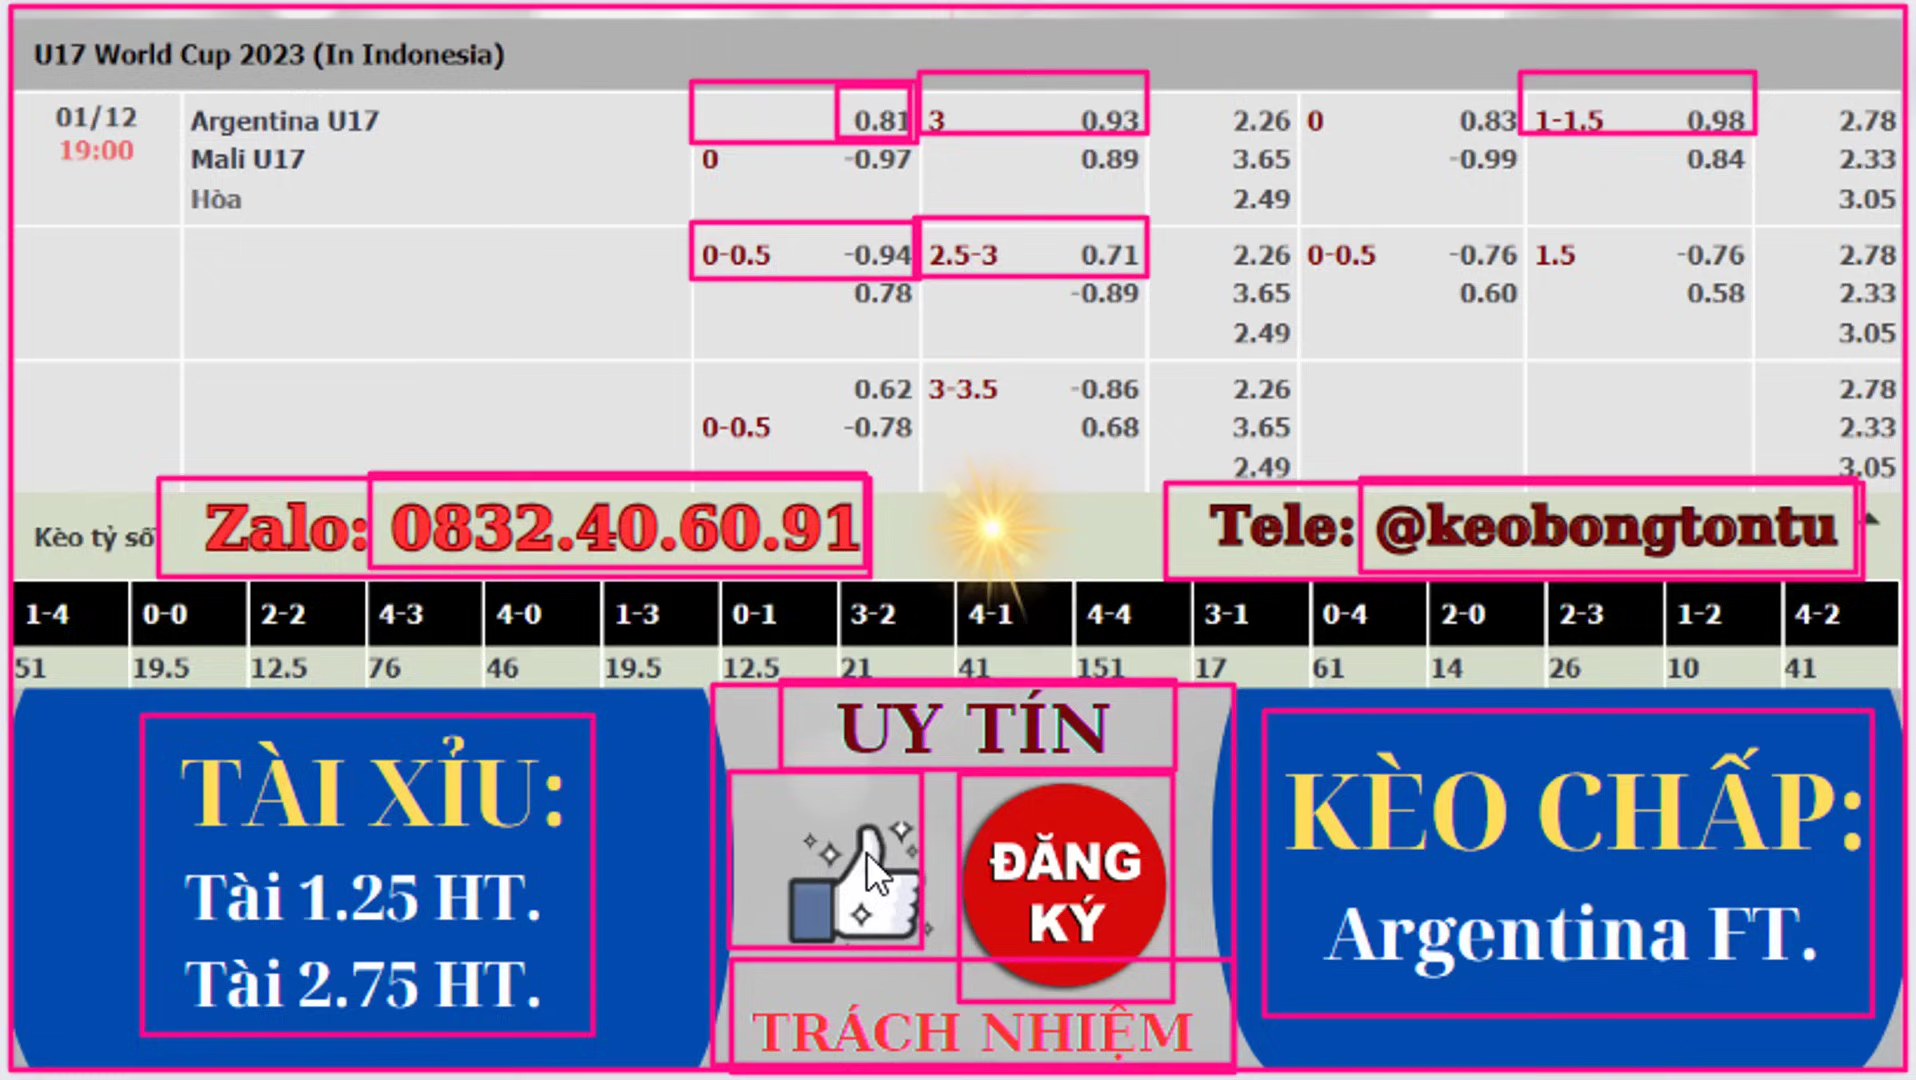 U17 World Cup 2023 (In Indonesia)
01/12 Argentina U17 0.81 3 0.93 2.26 0 0.83 1-1.5 0.98 2.78
19:00 Mali U17 0 -0.97 0.89 3.65 -0.99 0.84 2.33
Hòa 2.49 3.05
0-0.5 -0.94 2.5-3 0.71 2.26 0-0.5 -0.76 1.5 -0.76 2.78
0.78 -0.89 3.65 0.60 0.58 2.33
2.49 3.05
0.62 3-3.5 -0.86 2.26 2.78
0-0.5 -0.78 0.68 3.65 2.33
2.49 3.05
Kèo tỷ số Zalo: 0832.40.60.91 Tele: @keobongtontu
1-4 0-0 2-2 4-3 4-0 1-3 0-1 3-2 4-1 4-4 3-1 0-4 2-0 2-3 1-2 4-2
51 19.5 12.5 76 46 19.5 12.5 21 41 151 17 61 14 26 10 41
TÀI XỈU:
Tài 1.25 HT.
Tài 2.75 HT.
UY TÍN
ĐĂNG
KÝ
TRÁCH NHIỆM
KÈO CHẤP:
Argentina FT.